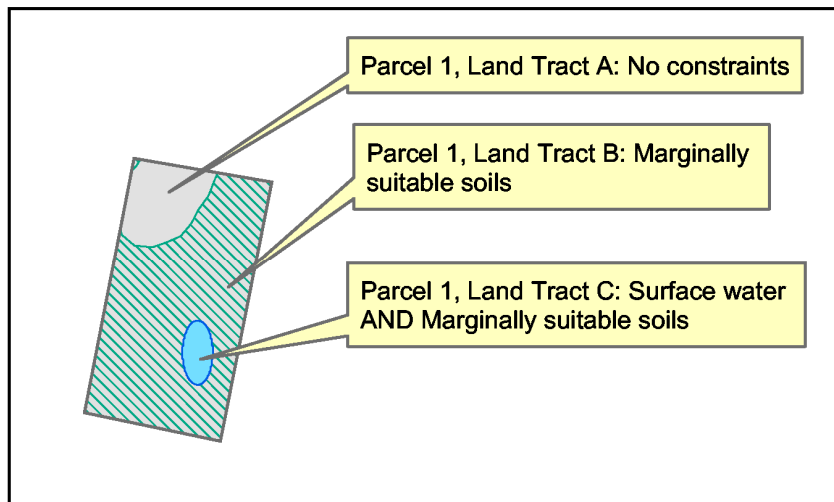 Parcel 1, Land Tract A: No constraints
Parcel 1, Land Tract B: Marginally
suitable soils
Parcel 1, Land Tract C: Surface water
AND Marginally suitable soils